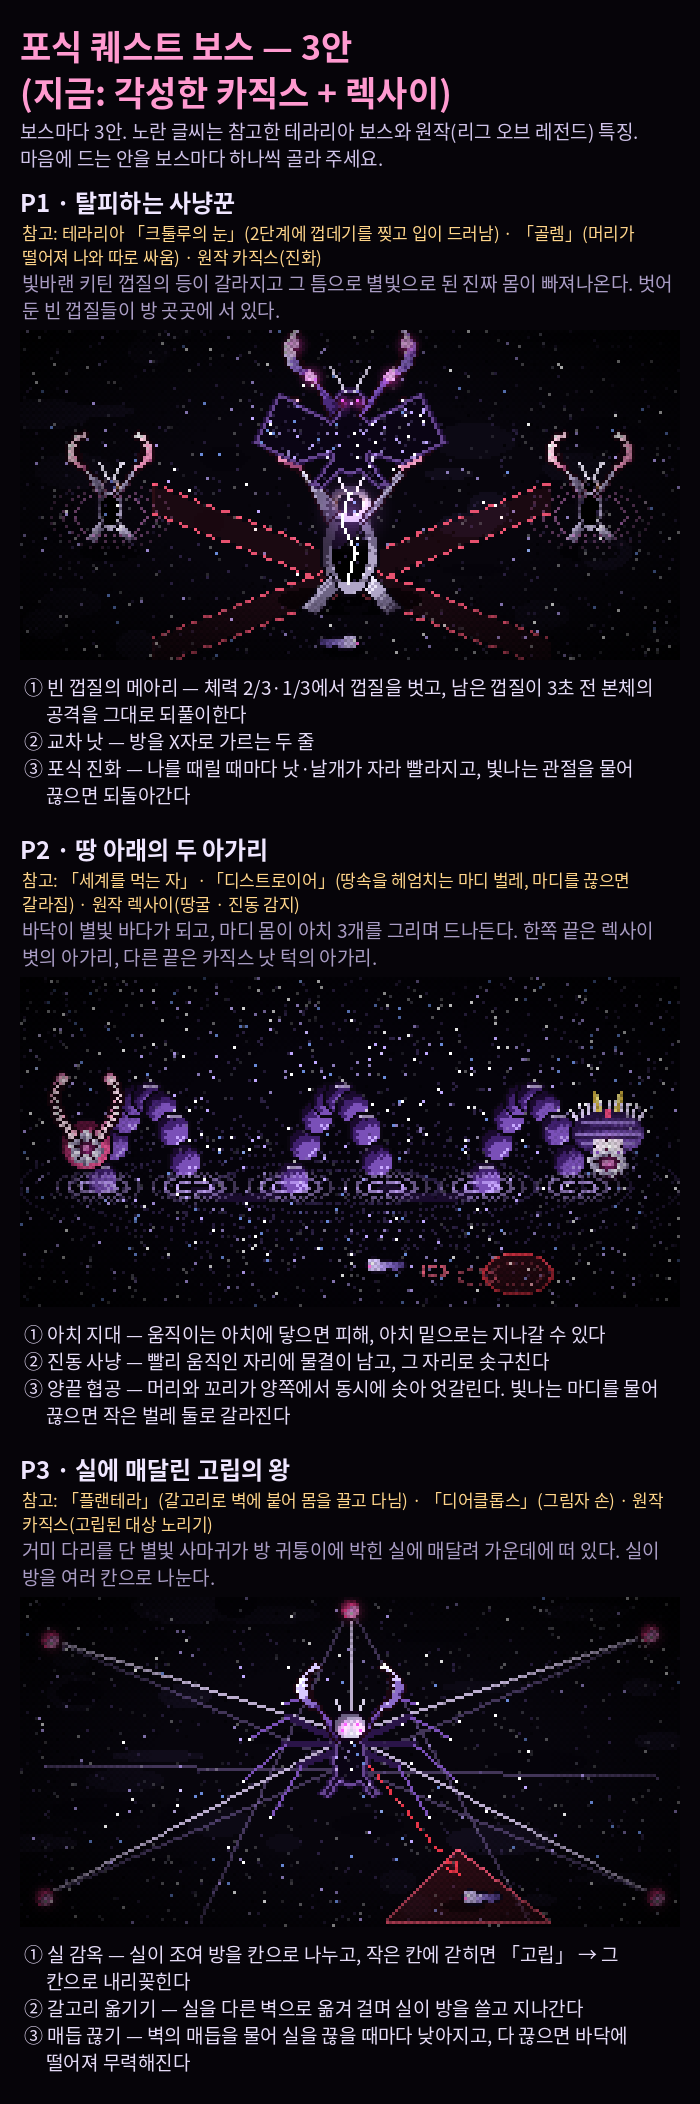 포식 퀘스트 보스 — 3안
(지금: 각성한 카직스 + 렉사이)
보스마다 3안. 노란 글씨는 참고한 테라리아 보스와 원작(리그 오브 레전드) 특징.
마음에 드는 안을 보스마다 하나씩 골라 주세요.
P1 · 탈피하는 사냥꾼
참고: 테라리아 「크툴루의 눈」(2단계에 껍데기를 찢고 입이 드러남) · 「골렘」(머리가
떨어져 나와 따로 싸움) · 원작 카직스(진화)
빛바랜 키틴 껍질의 등이 갈라지고 그 틈으로 별빛으로 된 진짜 몸이 빠져나온다. 벗어
둔 빈 껍질들이 방 곳곳에 서 있다.
① 빈 껍질의 메아리 — 체력 2/3·1/3에서 껍질을 벗고, 남은 껍질이 3초 전 본체의
공격을 그대로 되풀이한다
② 교차 낫 — 방을 X자로 가르는 두 줄
③ 포식 진화 — 나를 때릴 때마다 낫·날개가 자라 빨라지고, 빛나는 관절을 물어
끊으면 되돌아간다
P2 · 땅 아래의 두 아가리
참고: 「세계를 먹는 자」·「디스트로이어」(땅속을 헤엄치는 마디 벌레, 마디를 끊으면
갈라짐) · 원작 렉사이(땅굴 · 진동 감지)
바닥이 별빛 바다가 되고, 마디 몸이 아치 3개를 그리며 드나든다. 한쪽 끝은 렉사이
볏의 아가리, 다른 끝은 카직스 낫 턱의 아가리.
① 아치 지대 — 움직이는 아치에 닿으면 피해, 아치 밑으로는 지나갈 수 있다
② 진동 사냥 — 빨리 움직인 자리에 물결이 남고, 그 자리로 솟구친다
③ 양끝 협공 — 머리와 꼬리가 양쪽에서 동시에 솟아 엇갈린다. 빛나는 마디를 물어
끊으면 작은 벌레 둘로 갈라진다
P3 · 실에 매달린 고립의 왕
참고: 「플랜테라」(갈고리로 벽에 붙어 몸을 끌고 다님) · 「디어클롭스」(그림자 손) · 원작
카직스(고립된 대상 노리기)
거미 다리를 단 별빛 사마귀가 방 귀퉁이에 박힌 실에 매달려 가운데에 떠 있다. 실이
방을 여러 칸으로 나눈다.
① 실 감옥 — 실이 조여 방을 칸으로 나누고, 작은 칸에 갇히면 「고립」 → 그
칸으로 내리꽂힌다
② 갈고리 옮기기 — 실을 다른 벽으로 옮겨 걸며 실이 방을 쓸고 지나간다
③ 매듭 끊기 — 벽의 매듭을 물어 실을 끊을 때마다 낮아지고, 다 끊으면 바닥에
떨어져 무력해진다